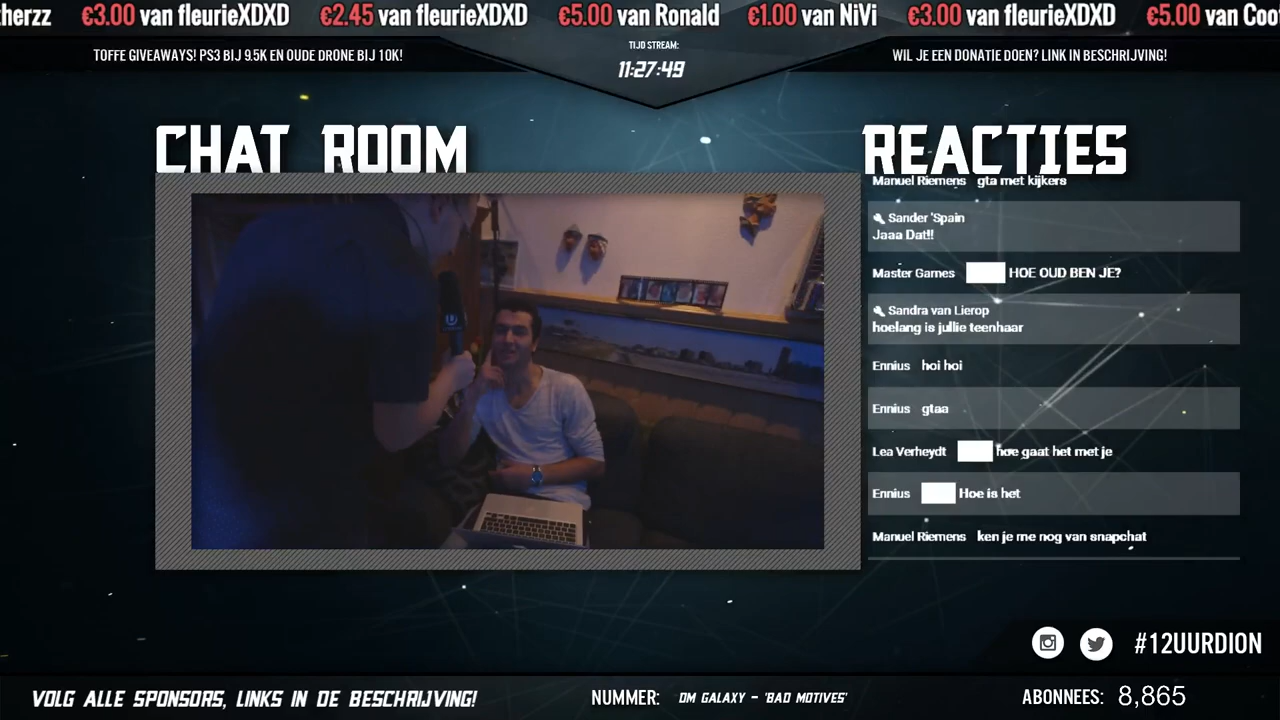 therzz €3.00 van fleurieXDXD €2.45 van fleurieXDXD €5.00 van Ronald €1.00 van NiVi €3.00 van fleurieXDXD €5.00 van Coo
TOFFE GIVEAWAYS! PS3 BIJ 9.5K EN OUDE DRONE BIJ 10K!
TIJD STREAM:
11:27:49
WIL JE EEN DONATIE DOEN? LINK IN BESCHRIJVING!
CHAT ROOM
REACTIES
Manuel Riemens gta met kijkers
Sander 'Spain
Jaaa Dat!!
Master Games HOE OUD BEN JE?
Sandra van Lierop
hoelang is jullie teenhaar
Ennius hoi hoi
Ennius gtaa
Lea Verheydt hoe gaat het met je
Ennius Hoe is het
Manuel Riemens ken je me nog van snapchat
#12UURDION
VOLG ALLE SPONSORS, LINKS IN DE BESCHRIJVING!
NUMMER: OM GALAXY - 'BAD MOTIVES'
ABONNEES: 8,865